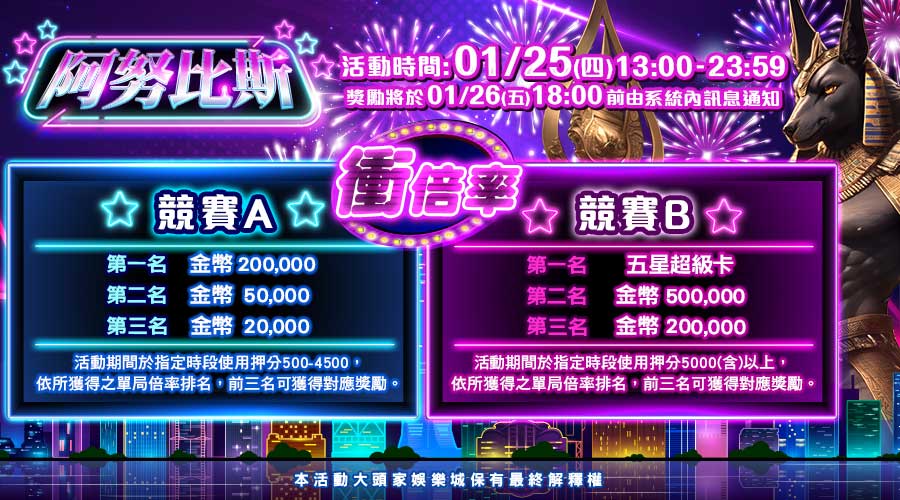 阿努比斯
活動時間:01/25(四)13:00-23:59
獎勵將於01/26(五)18:00前由系統內訊息通知
衝倍率
競賽A
第一名 金幣 200,000
第二名 金幣 50,000
第三名 金幣 20,000
活動期間於指定時段使用押分500-4500，
依所獲得之單局倍率排名，前三名可獲得對應獎勵。
競賽B
第一名 五星超級卡
第二名 金幣 500,000
第三名 金幣 200,000
活動期間於指定時段使用押分5000(含)以上，
依所獲得之單局倍率排名，前三名可獲得對應獎勵。
本活動大頭家娛樂城保有最終解釋權